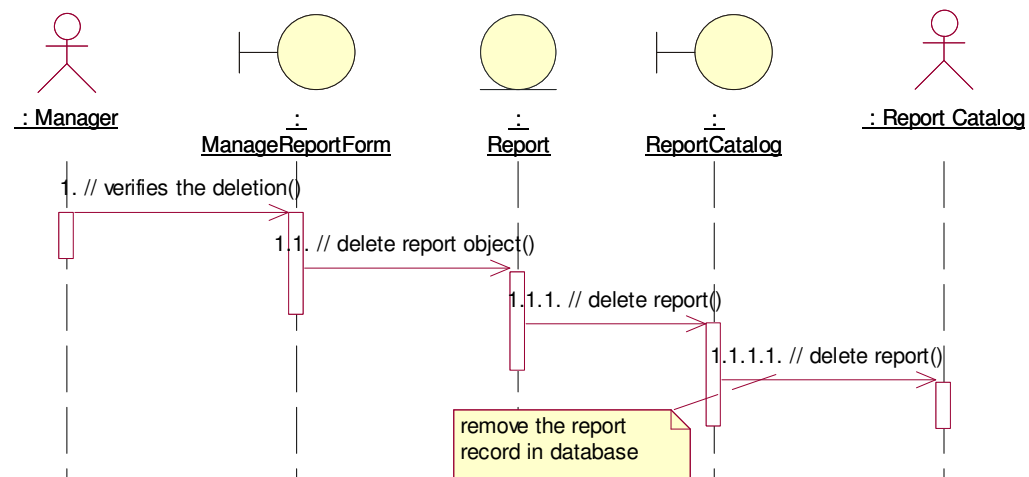 : Manager
:
ManageReportForm
:
Report
:
ReportCatalog
: Report Catalog
1. // verifies the deletion()
1.1. // delete report object()
1.1.1. // delete report()
1.1.1.1. // delete report()
remove the report
record in database